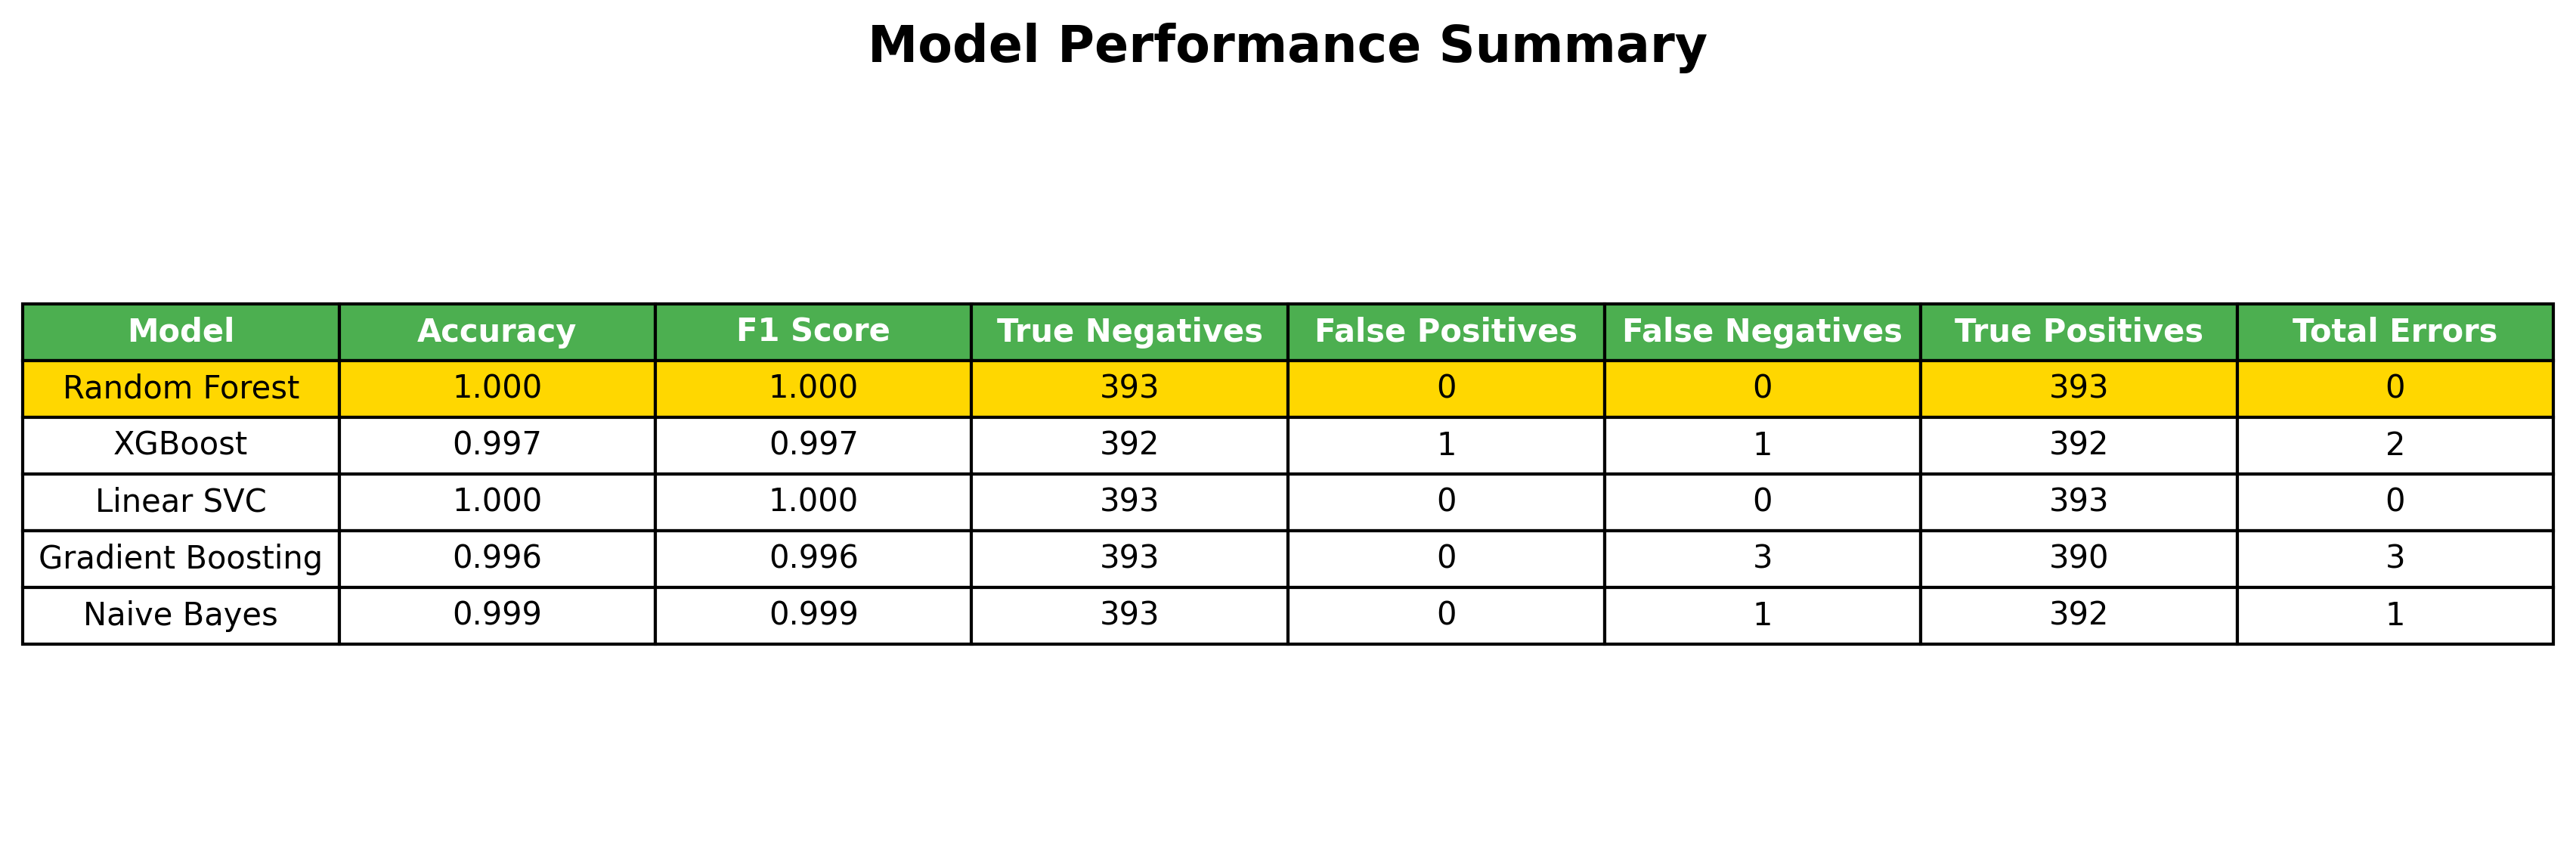 Model Performance Summary
Model Accuracy F1 Score True Negatives False Positives False Negatives True Positives Total Errors
Random Forest 1.000 1.000 393 0 0 393 0
XGBoost 0.997 0.997 392 1 1 392 2
Linear SVC 1.000 1.000 393 0 0 393 0
Gradient Boosting 0.996 0.996 393 0 3 390 3
Naive Bayes 0.999 0.999 393 0 1 392 1